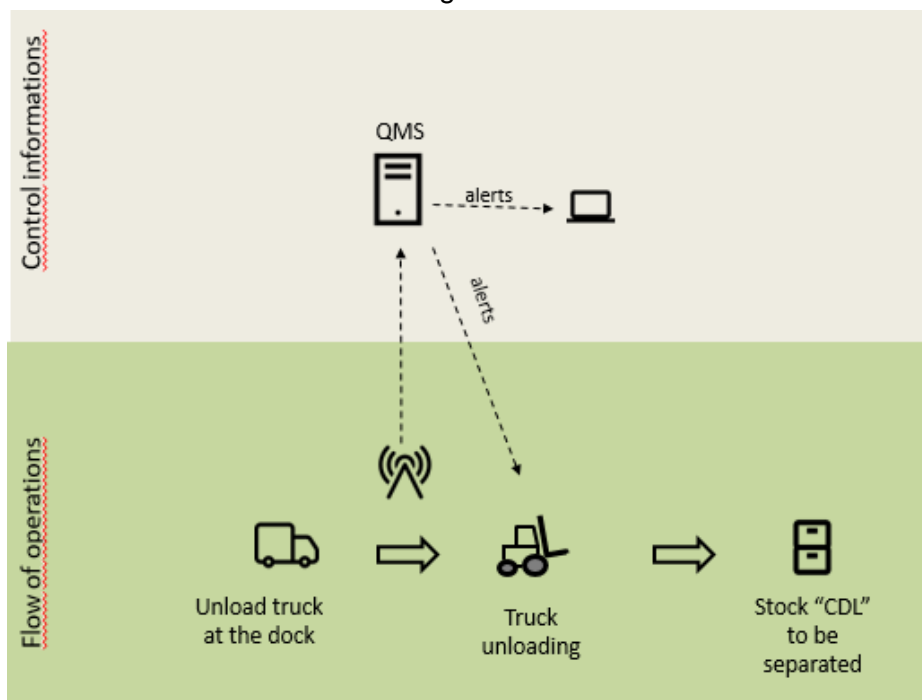 Control informations
QMS
alerts
alerts
Flow of operations
Unload truck
at the dock
Truck
unloading
Stock “CDL”
to be
separated